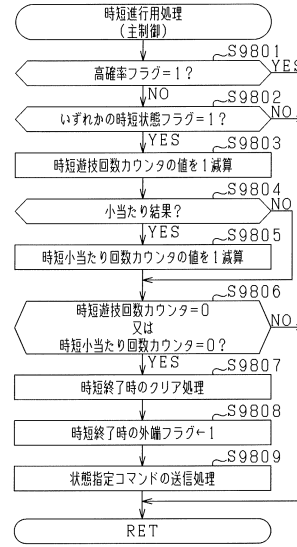 時短進行用処理
(主制御)
S9801
高確率フラグ=1?
YES
NO
S9802
いずれかの時短状態フラグ=1?
NO
YES
S9803
時短遊技回数カウンタの値を1減算
S9804
小当たり結果?
NO
YES
S9805
時短小当たり回数カウンタの値を1減算
S9806
時短遊技回数カウンタ=0
又は
時短小当たり回数カウンタ=0?
NO
YES
S9807
時短終了時のクリア処理
S9808
時短終了時の外端フラグ←1
S9809
状態指定コマンドの送信処理
RET